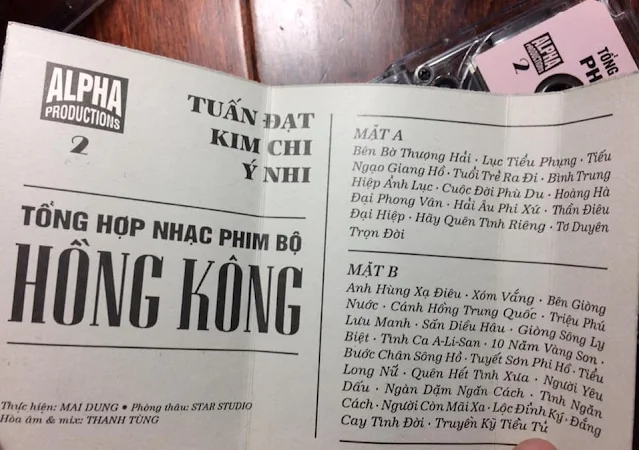 ALPHA
PRODUCTIONS
2
TUẤN ĐẠT
KIM CHI
Ý NHI
TỔNG HỢP NHẠC PHIM BỘ
HỒNG KÔNG
Thực hiện: MAI DUNG • Phòng thâu: STAR STUDIO
Hòa âm & mix: THANH TÙNG
MẶT A
Bên Bờ Thượng Hải · Lục Tiểu Phụng · Tiếu
Ngạo Giang Hồ · Tuổi Trẻ Ra Đi · Bình Trung
Hiệp Ảnh Lục · Cuộc Đời Phù Du · Hoàng Hà
Đại Phong Vân · Hải Âu Phi Xứ · Thần Điêu
Đại Hiệp · Hãy Quên Tình Riêng · Tơ Duyên
Trọn Đời
MẶT B
Anh Hùng Xạ Điêu · Xóm Vắng · Bên Giòng
Nước · Cánh Hồng Trung Quốc · Triệu Phú
Lưu Manh · Săn Diều Hâu · Giòng Sông Ly
Biệt · Tình Ca A-Li-San · 10 Năm Vàng Son ·
Bước Chân Sông Hồ · Tuyết Sơn Phi Hồ · Tiểu
Long Nữ · Quên Hết Tình Xưa · Người Yêu
Dấu · Ngàn Dặm Ngăn Cách · Tình Ngăn
Cách · Người Còn Mãi Xa · Lộc Đỉnh Ký · Đắng
Cay Tình Đời · Truyền Kỳ Tiểu Tử
ALPHA
PRODUCTIONS
2
TỔNG
PH